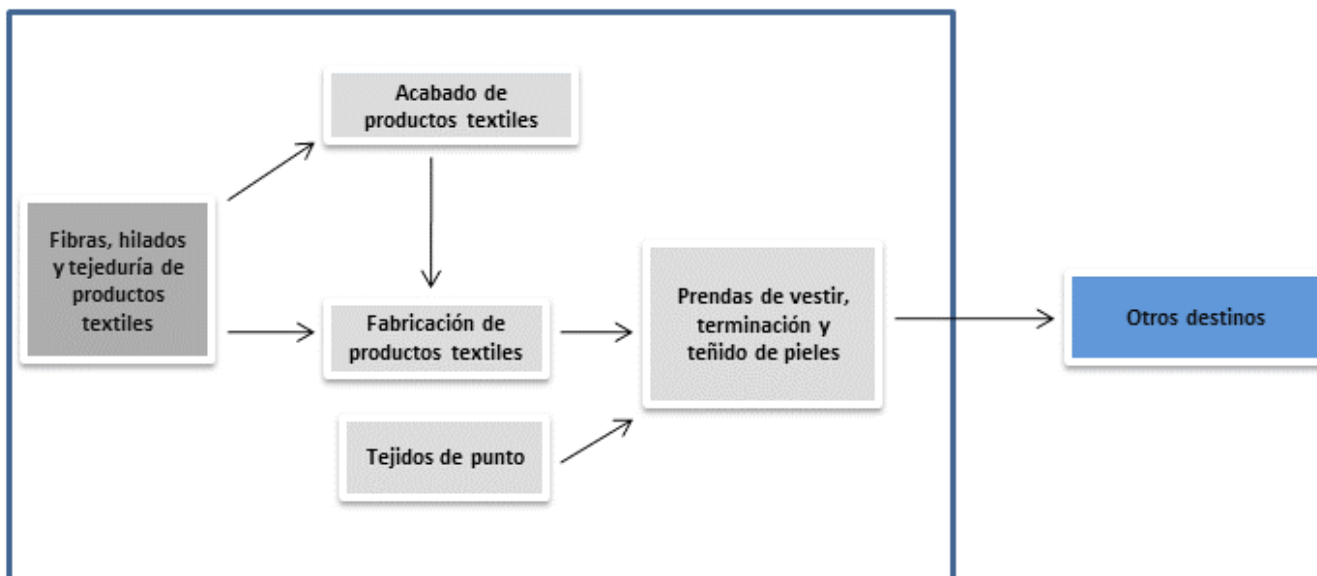 Acabado de
productos textiles
Fibras, hilados
y tejeduría de
productos
textiles
Fabricación de
productos textiles
Prendas de vestir,
terminación y
teñido de pieles
Otros destinos
Tejidos de punto